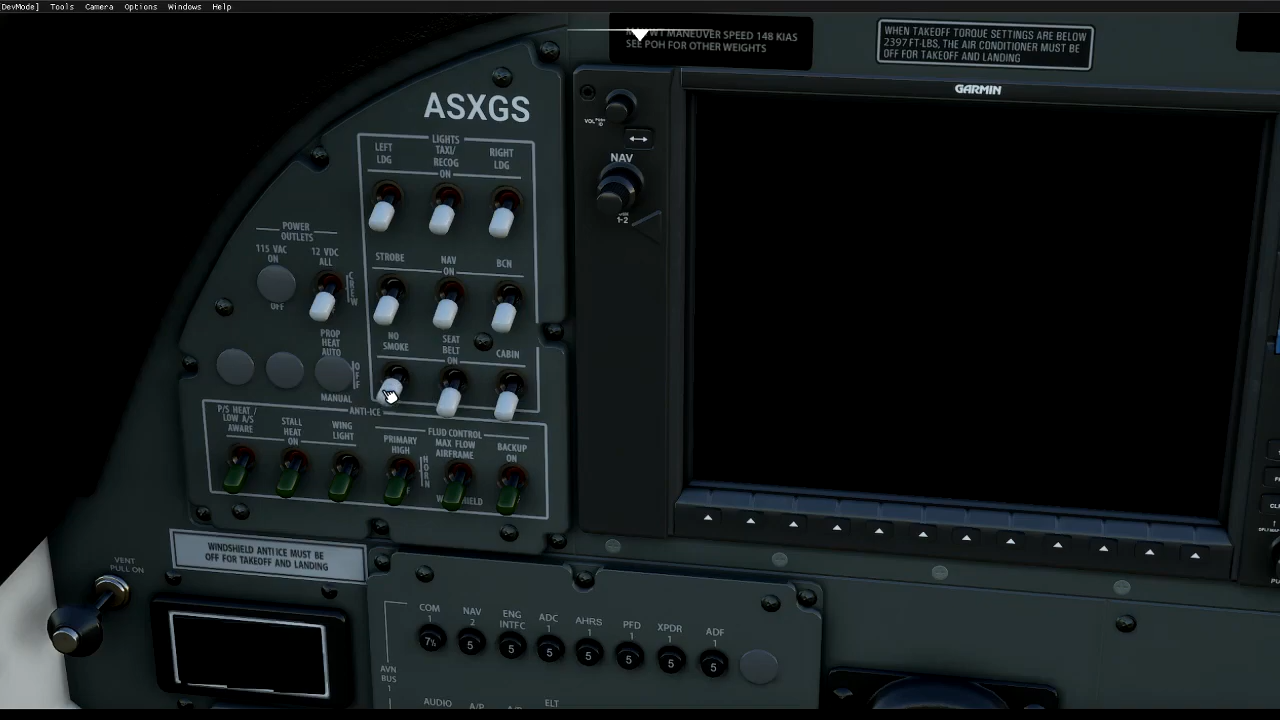 DevMode] Tools Camera Options Windows Help
MANEUVER SPEED 148 KIAS
SEE POH FOR OTHER WEIGHTS
WHEN TAKEOFF TORQUE SETTINGS ARE BELOW
2397 FT-LBS, THE AIR CONDITIONER MUST BE
OFF FOR TAKEOFF AND LANDING
GARMIN
ASXGS
LIGHTS
LEFT
LDG
TAXI/
RECOG
ON
RIGHT
LDG
VOL
NAV
1-2
POWER
OUTLETS
115 VAC
ON
OFF
12 VDC
ALL
CREW
STROBE
NAV
ON
BCN
PROP
HEAT
AUTO
OFF
MANUAL
NO
SMOKE
SEAT
BELT
ON
CABIN
ANTI-ICE
P/S HEAT /
LOW A/S
AWARE
STALL
HEAT
ON
WING
LIGHT
PRIMARY
HIGH
HORN
FLUD CONTROL
MAX FLOW
AIRFRAME
BACKUP
ON
WINDSHIELD ANTI ICE MUST BE
OFF FOR TAKEOFF AND LANDING
VENT
PULL ON
COM
1
NAV
2
ENG
INTFC
ADC
1
AHRS
1
PFD
1
XPDR
1
ADF
1
7½ 5 5 5 5 5 5 5
AVN
BUS
1
AUDIO A/P ELT